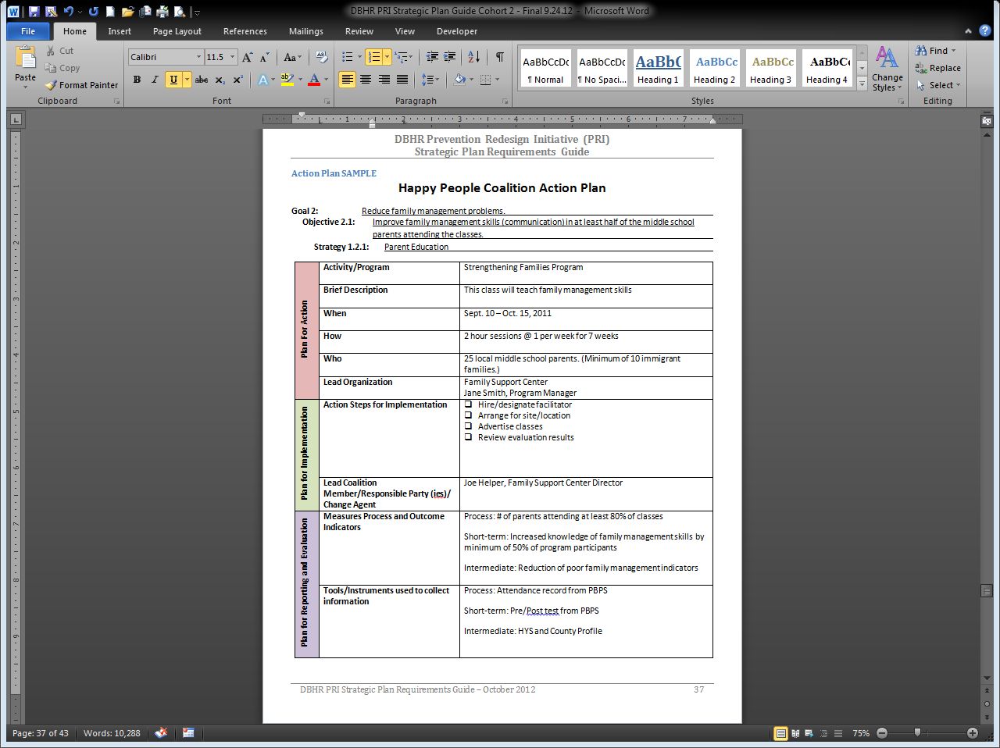 DBHR PRI Strategic Plan Guide Cohort 2 - Final 9.24.12 - Microsoft Word
File Home Insert Page Layout References Mailings Review View Developer
Paste
Cut
Copy
Format Painter
Clipboard
Calibri 11.5
Font
Paragraph
AaBbCcDc AaBbCcDc AaBbC AaBbCc AaBbCc AaBbCc
¶ Normal ¶ No Spaci... Heading 1 Heading 2 Heading 3 Heading 4
Change Styles
Styles
Find
Replace
Select
Editing
1 2 3 4 5 6 7
DBHR Prevention Redesign Initiative (PRI)
Strategic Plan Requirements Guide
Action Plan SAMPLE
Happy People Coalition Action Plan
Goal 2: Reduce family management problems.
Objective 2.1: Improve family management skills (communication) in at least half of the middle school
parents attending the classes.
Strategy 1.2.1: Parent Education
Plan For Action
Activity/Program Strengthening Families Program
Brief Description This class will teach family management skills
When Sept. 10 – Oct. 15, 2011
How 2 hour sessions @ 1 per week for 7 weeks
Who 25 local middle school parents. (Minimum of 10 immigrant
families.)
Lead Organization Family Support Center
Jane Smith, Program Manager
Plan for Implementation
Action Steps for Implementation Hire/designate facilitator
Arrange for site/location
Advertise classes
Review evaluation results
Lead Coalition Joe Helper, Family Support Center Director
Member/Responsible Party (ies)/
Change Agent
Plan for Reporting and Evaluation
Measures Process and Outcome Process: # of parents attending at least 80% of classes
Indicators
Short-term: Increased knowledge of family management skills by
minimum of 50% of program participants
Intermediate: Reduction of poor family management indicators
Tools/Instruments used to collect Process: Attendance record from PBPS
information
Short-term: Pre/Post test from PBPS
Intermediate: HYS and County Profile
DBHR PRI Strategic Plan Requirements Guide – October 2012 37
Page: 37 of 43 Words: 10,288 75%